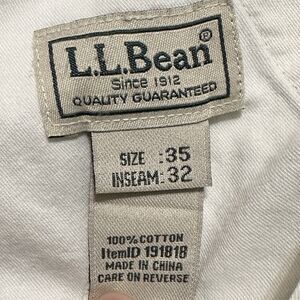 L.L.Bean®
Since 1912
QUALITY GUARANTEED
SIZE :35
INSEAM:32
100% COTTON
ItemID 191818
MADE IN CHINA
CARE ON REVERSE